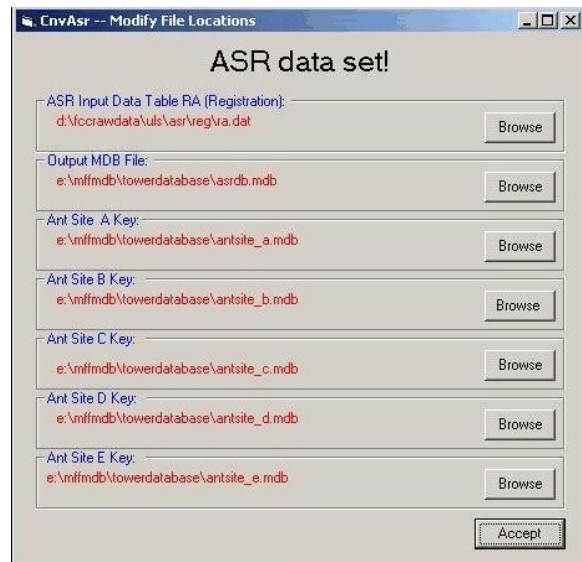 CnvAsr -- Modify File Locations
ASR data set!
ASR Input Data Table RA (Registration):
d:\fccrawdata\uls\asr\reg\ra.dat
Browse
Output MDB File:
e:\mffmdb\towerdatabase\asrdb.mdb
Browse
Ant Site A Key:
e:\mffmdb\towerdatabase\antsite_a.mdb
Browse
Ant Site B Key:
e:\mffmdb\towerdatabase\antsite_b.mdb
Browse
Ant Site C Key:
e:\mffmdb\towerdatabase\antsite_c.mdb
Browse
Ant Site D Key:
e:\mffmdb\towerdatabase\antsite_d.mdb
Browse
Ant Site E Key:
e:\mffmdb\towerdatabase\antsite_e.mdb
Browse
Accept